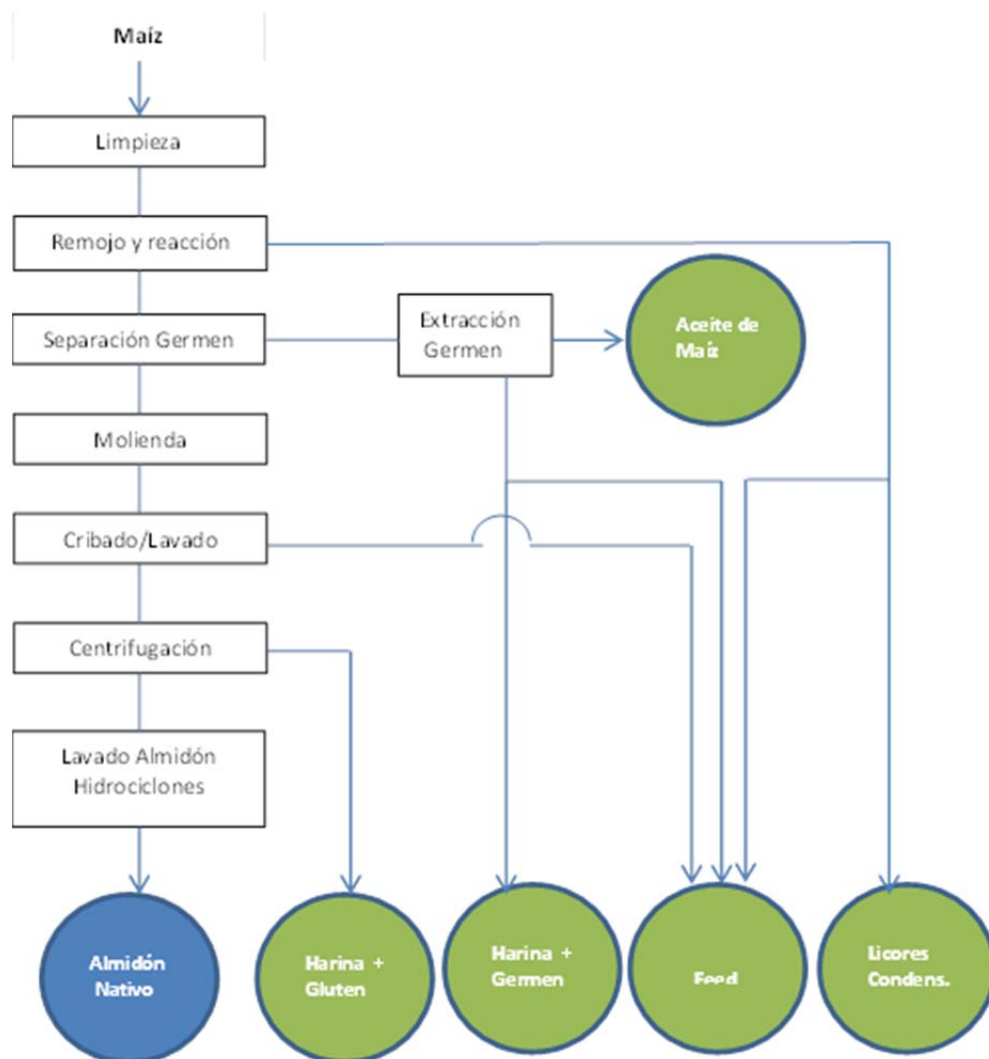 Maíz
Limpieza
Remojo y reacción
Separación Germen
Extracción
Germen
Aceite de
Maíz
Molienda
Cribado/Lavado
Centrifugación
Lavado Almidón
Hidrociclones
Almidón
Nativo
Harina +
Gluten
Harina +
Germen
Feed
Licores
Condens.